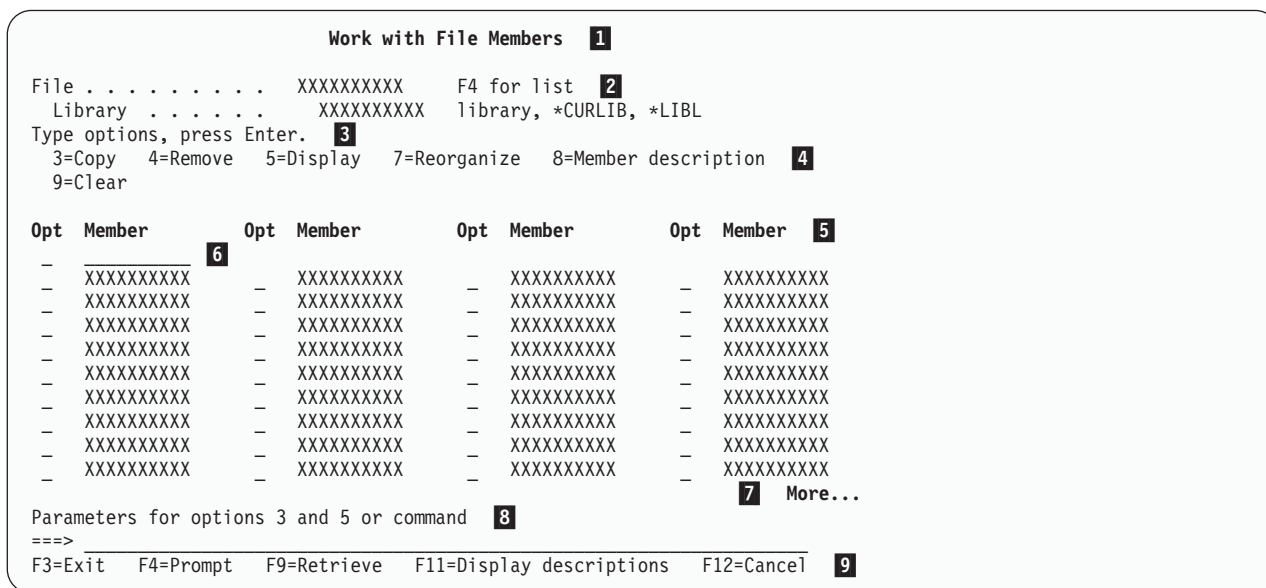 Work with File Members 1
File . . . . . . . . . XXXXXXXXXX F4 for list 2
Library . . . . . . XXXXXXXXXX library, *CURLIB, *LIBL
Type options, press Enter. 3
3=Copy 4=Remove 5=Display 7=Reorganize 8=Member description 4
9=Clear
Opt Member Opt Member Opt Member Opt Member 5
_ __________ 6
_ XXXXXXXXXX _ XXXXXXXXXX _ XXXXXXXXXX _ XXXXXXXXXX
_ XXXXXXXXXX _ XXXXXXXXXX _ XXXXXXXXXX _ XXXXXXXXXX
_ XXXXXXXXXX _ XXXXXXXXXX _ XXXXXXXXXX _ XXXXXXXXXX
_ XXXXXXXXXX _ XXXXXXXXXX _ XXXXXXXXXX _ XXXXXXXXXX
_ XXXXXXXXXX _ XXXXXXXXXX _ XXXXXXXXXX _ XXXXXXXXXX
_ XXXXXXXXXX _ XXXXXXXXXX _ XXXXXXXXXX _ XXXXXXXXXX
_ XXXXXXXXXX _ XXXXXXXXXX _ XXXXXXXXXX _ XXXXXXXXXX
_ XXXXXXXXXX _ XXXXXXXXXX _ XXXXXXXXXX _ XXXXXXXXXX
_ XXXXXXXXXX _ XXXXXXXXXX _ XXXXXXXXXX _ XXXXXXXXXX
7 More...
Parameters for options 3 and 5 or command 8
===> ____________________________________________________________________
F3=Exit F4=Prompt F9=Retrieve F11=Display descriptions F12=Cancel 9